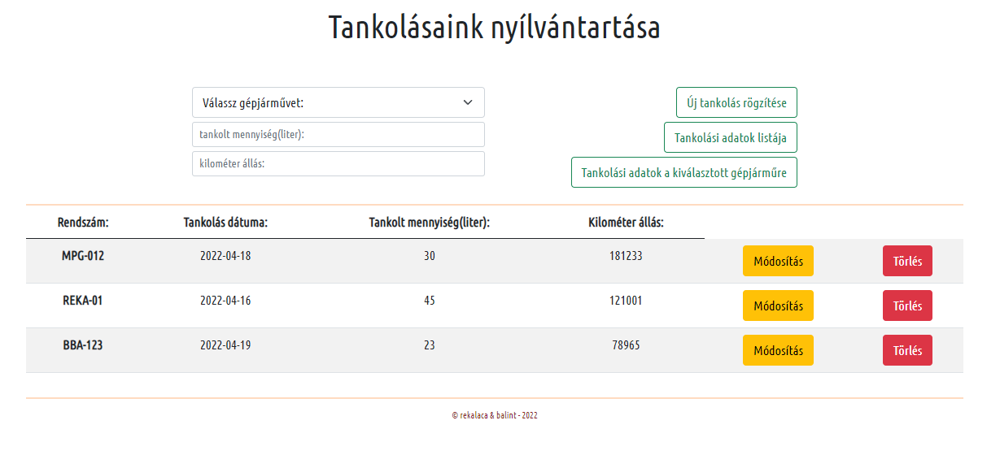 Tankolásaink nyílvántartása
Válassz gépjárművet:
tankolt mennyiség(liter):
kilométer állás:
Új tankolás rögzítése
Tankolási adatok listája
Tankolási adatok a kiválasztott gépjárműre
Rendszám: Tankolás dátuma: Tankolt mennyiség(liter): Kilométer állás:
MPG-012 2022-04-18 30 181233 Módosítás Törlés
REKA-01 2022-04-16 45 121001 Módosítás Törlés
BBA-123 2022-04-19 23 78965 Módosítás Törlés
© rekalaca & balint - 2022